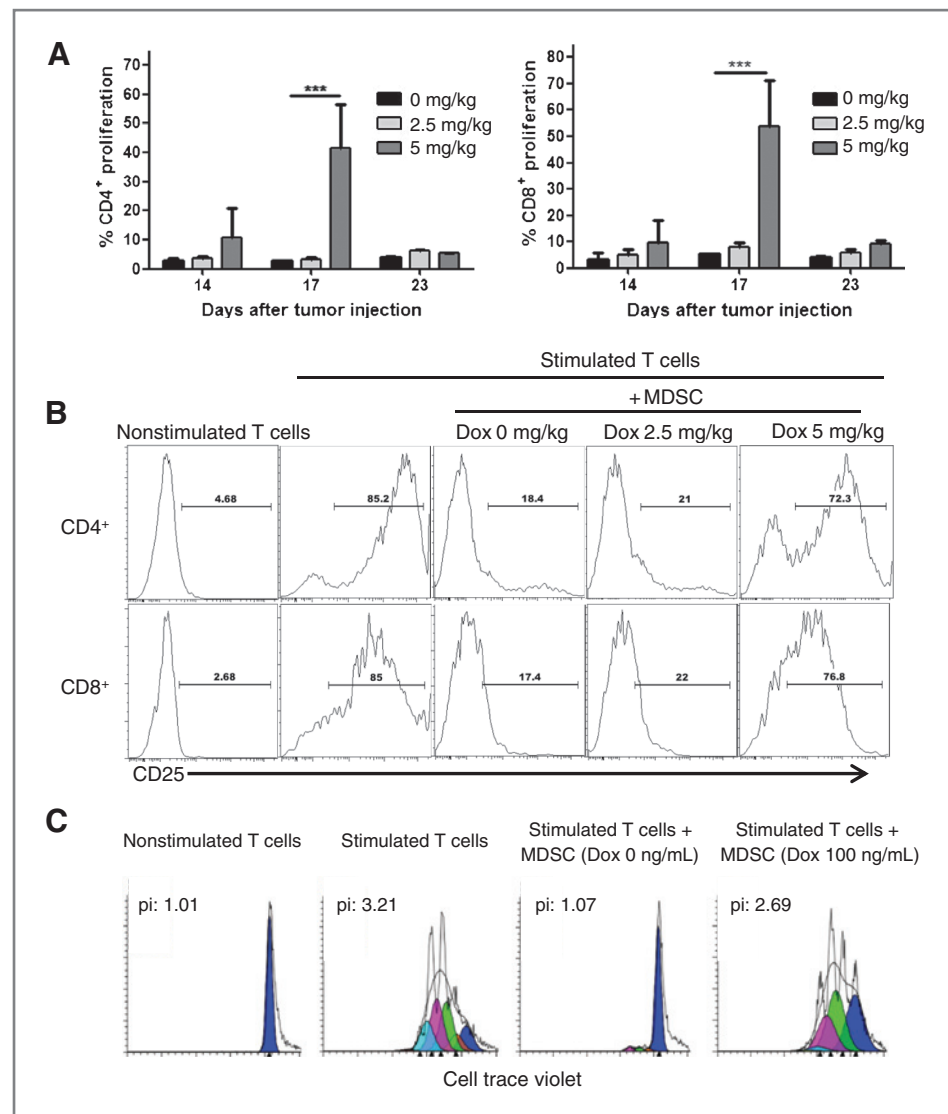 A
% CD4+ proliferation
70
60
50
40
30
20
10
0
***
0 mg/kg
2.5 mg/kg
5 mg/kg
14 17 23
Days after tumor injection
% CD8+ proliferation
80
70
60
50
40
30
20
10
0
***
0 mg/kg
2.5 mg/kg
5 mg/kg
14 17 23
Days after tumor injection
Stimulated T cells
B
+ MDSC
Nonstimulated T cells Dox 0 mg/kg Dox 2.5 mg/kg Dox 5 mg/kg
CD4+
4.68 85.2 18.4 21 72.3
CD8+
2.68 85 17.4 22 76.8
CD25
C
Nonstimulated T cells
Stimulated T cells
Stimulated T cells +
MDSC (Dox 0 ng/mL)
Stimulated T cells +
MDSC (Dox 100 ng/mL)
pi: 1.01 pi: 3.21 pi: 1.07 pi: 2.69
Cell trace violet